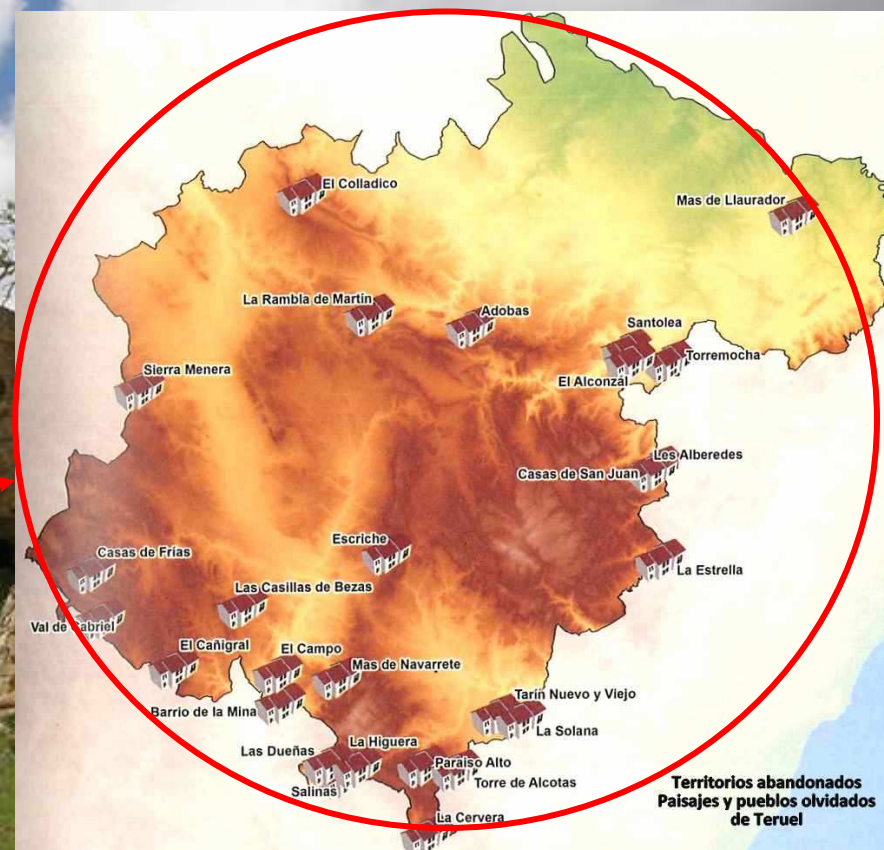 El Colladico
Mas de Llaurador
La Rambla de Martín
Adobas
Santolea
Torremocha
El Alconzál
Sierra Menera
Les Alberedes
Casas de San Juan
Escriche
Casas de Frías
La Estrella
Las Casillas de Bezas
Val de Cabriel
El Cañigral
El Campo
Mas de Navarrete
Barrio de la Mina
Tarín Nuevo y Viejo
La Solana
Las Dueñas
La Higuera
Paraiso Alto
Torre de Alcotas
Salinas
La Cervera
Territorios abandonados
Paisajes y pueblos olvidados
de Teruel